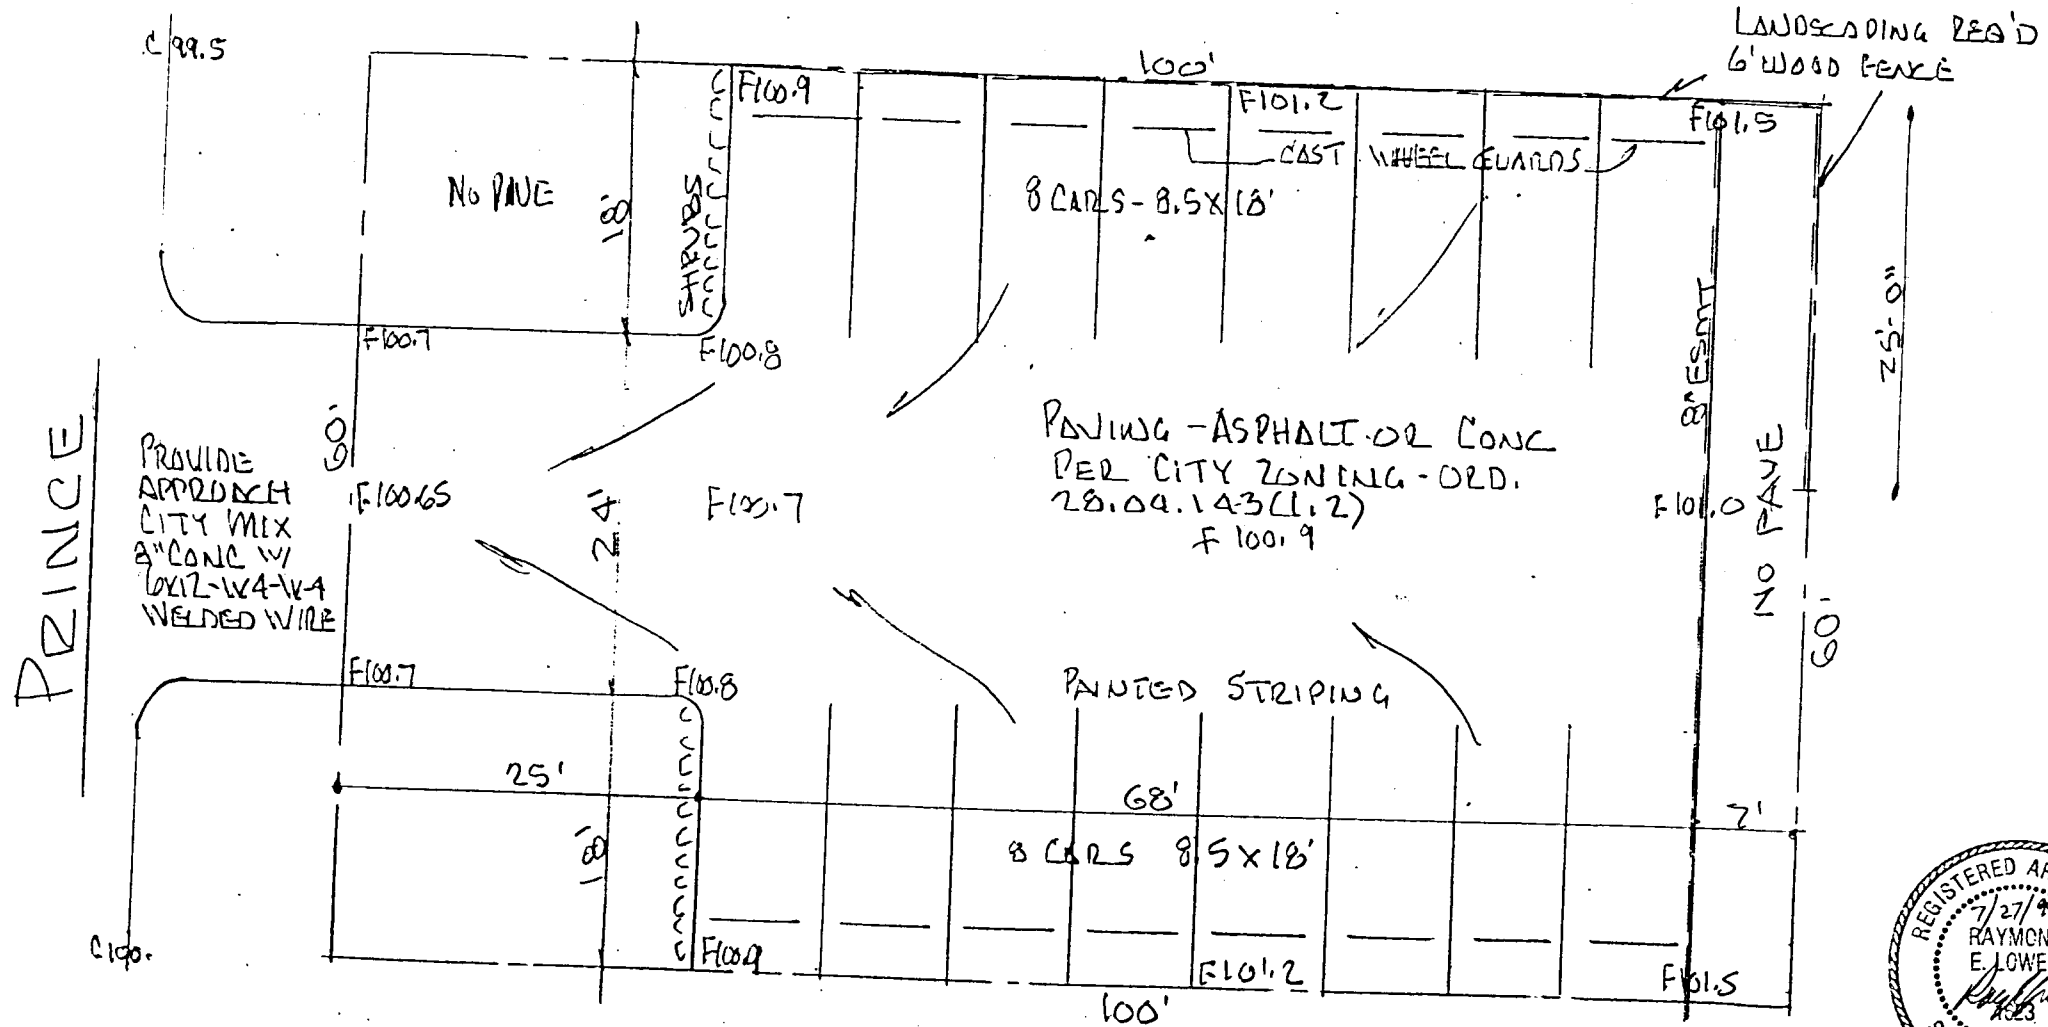 C 99.5
100'
LANDSCAPING REQ'D
6' WOOD FENCE
F100.9
F101.2
F101.5
CAST WHEEL GUARDS
NO PAVE
18'
SHRUBS
8 CARS - 8.5 X 18'
25'-0"
F100.7
F100.8
8" ESMT
PRINCE
60'
PROVIDE
APPROACH
CITY MIX
CONC W/
6X12-W4-W4
WELDED WIRE
F100.65
24'
F100.7
PAVING - ASPHALT OR CONC
PER CITY ZONING - ORD.
28.04.143(1.2)
F 100.9
F101.0
NO PAVE
60'
F100.7
F100.8
PAINTED STRIPING
25'
68'
7'
18'
8 CARS 8.5 X 18'
C 100.
F100.9
F101.2
F101.5
100'
REGISTERED
7/27/
RAYMON
E. LOWE